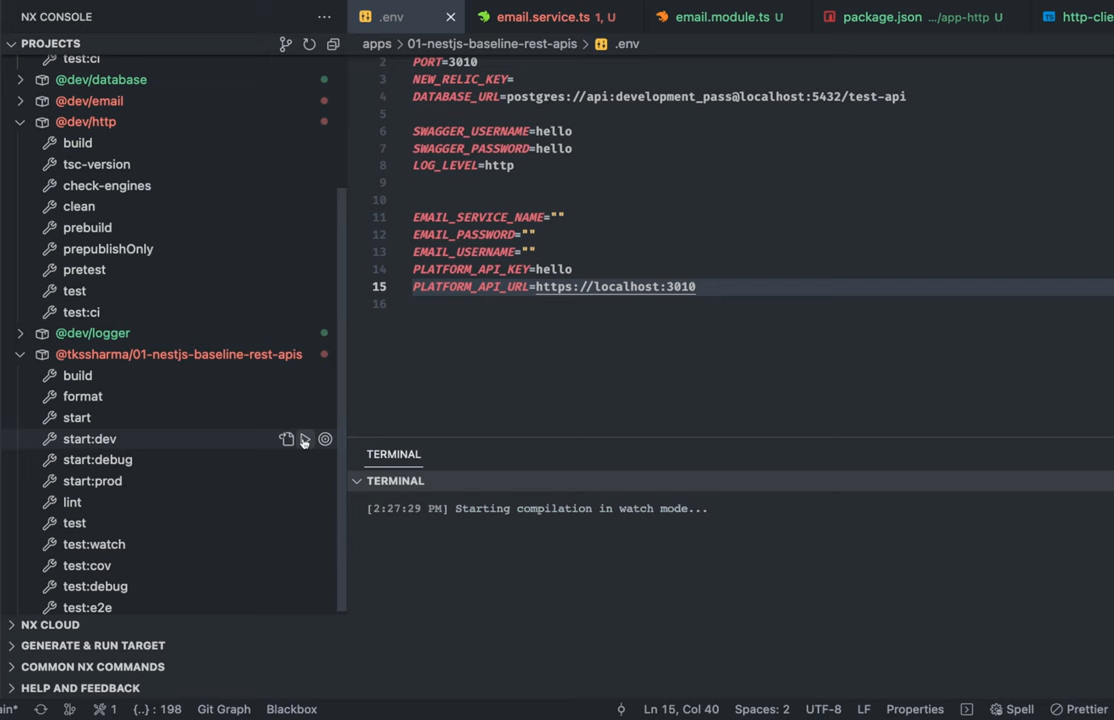 NX CONSOLE
PROJECTS
test:ci
@dev/database
@dev/email
@dev/http
build
tsc-version
check-engines
clean
prebuild
prepublishOnly
pretest
test
test:ci
@dev/logger
@tkssharma/01-nestjs-baseline-rest-apis
build
format
start
start:dev
start:debug
start:prod
lint
test
test:watch
test:cov
test:debug
test:e2e
NX CLOUD
GENERATE & RUN TARGET
COMMON NX COMMANDS
HELP AND FEEDBACK
.env
email.service.ts 1, U
email.module.ts U
package.json .../app-http U
http-clie
apps > 01-nestjs-baseline-rest-apis > .env
2 PORT=3010
3 NEW_RELIC_KEY=
4 DATABASE_URL=postgres://api:development_pass@localhost:5432/test-api
5
6 SWAGGER_USERNAME=hello
7 SWAGGER_PASSWORD=hello
8 LOG_LEVEL=http
9
10
11 EMAIL_SERVICE_NAME=""
12 EMAIL_PASSWORD=""
13 EMAIL_USERNAME=""
14 PLATFORM_API_KEY=hello
15 PLATFORM_API_URL=https://localhost:3010
16
TERMINAL
TERMINAL
[2:27:29 PM] Starting compilation in watch mode...
ain* 1 {..} : 198 Git Graph Blackbox Ln 15, Col 40 Spaces: 2 UTF-8 LF Properties Spell Prettier